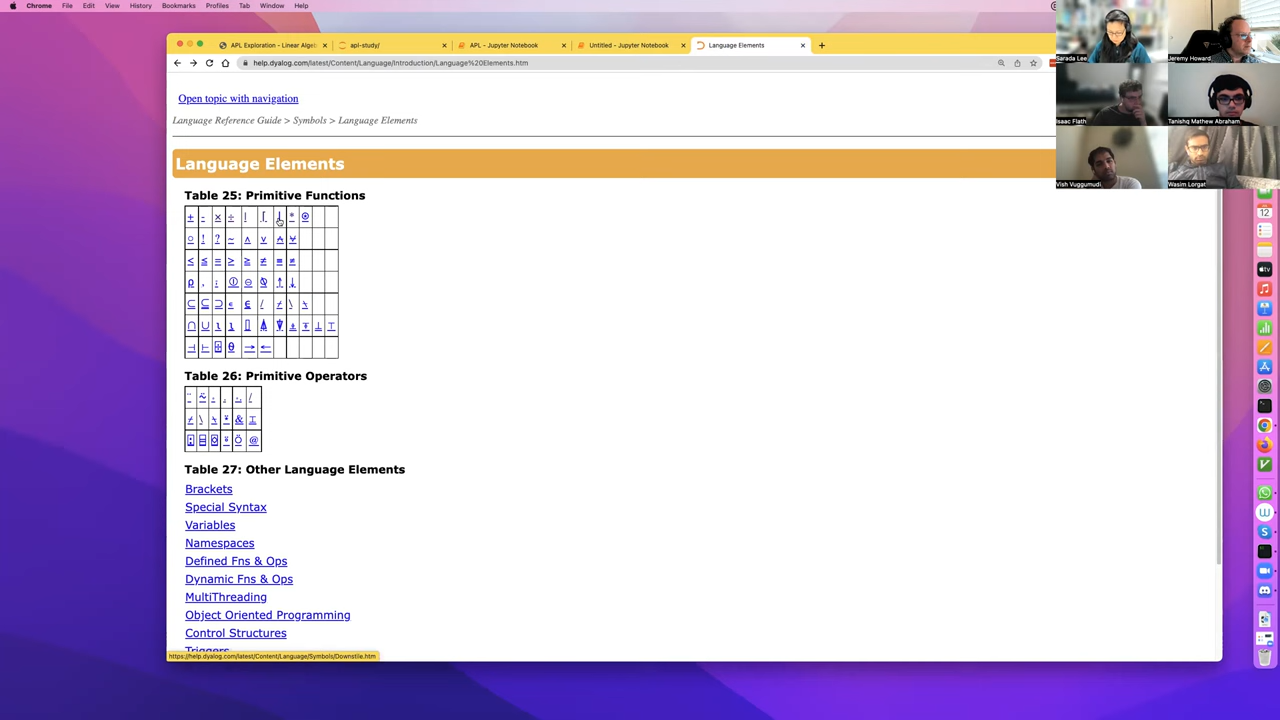 Chrome File Edit View History Bookmarks Profiles Tab Window Help
APL Exploration - Linear Algeb
apl-study/
APL - Jupyter Notebook
Untitled - Jupyter Notebook
Language Elements
help.dyalog.com/latest/Content/Language/Introduction/Language%20Elements.htm
Open topic with navigation
Language Reference Guide > Symbols > Language Elements
Language Elements
Table 25: Primitive Functions
+ - × ÷ | ⌈ ⌊ * ⍟
○ ! ? ~ ∧ ∨ ⍲ ⍱
< ≤ = > ≥ ≠ ≡ ≢
⍴ , ⍪ ⌽ ⊖ ⍉ ↑ ↓
⊂ ⊆ ⊃ ∊ ⍷ / ⌿ \ ⍀
∩ ∪ ⍳ ⍸ ⌷ ⍋ ⍒ ⍎ ⍕ ⊥ ⊤
⊣ ⊢ ⌹ → ←
Table 26: Primitive Operators
¨ ⍨ . /
⌿ \ ⍀ ⍣ & ⌶
⍠ ⌸ ⌺ ⍤ ⍥ @
Table 27: Other Language Elements
Brackets
Special Syntax
Variables
Namespaces
Defined Fns & Ops
Dynamic Fns & Ops
MultiThreading
Object Oriented Programming
Control Structures
Triggers
https://help.dyalog.com/latest/Content/Language/Symbols/Downstile.htm
Sarada Lee
Jeremy Howard
Isaac Flath
Tanishq Mathew Abraham
Vish Vuggumudi
Wasim Lorgat
12